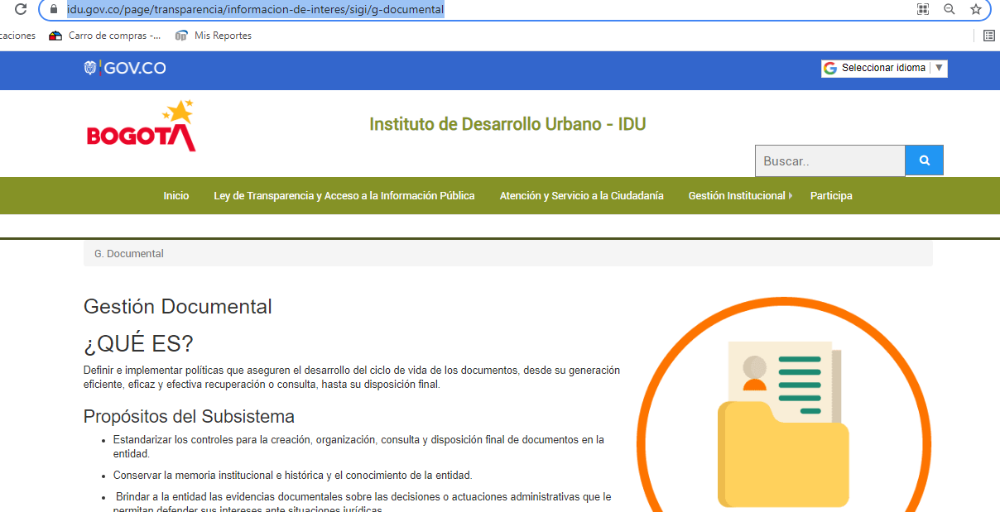 idu.gov.co/page/transparencia/informacion-de-interes/sigi/g-documental
caciones Carro de compras -... Mis Reportes
GOV.CO
Seleccionar idioma ▼
BOGOTÁ
Instituto de Desarrollo Urbano - IDU
Buscar..
Inicio Ley de Transparencia y Acceso a la Información Pública Atención y Servicio a la Ciudadanía Gestión Institucional Participa
G. Documental
Gestión Documental
¿QUÉ ES?
Definir e implementar políticas que aseguren el desarrollo del ciclo de vida de los documentos, desde su generación
eficiente, eficaz y efectiva recuperación o consulta, hasta su disposición final.
Propósitos del Subsistema
• Estandarizar los controles para la creación, organización, consulta y disposición final de documentos en la
entidad.
• Conservar la memoria institucional e histórica y el conocimiento de la entidad.
• Brindar a la entidad las evidencias documentales sobre las decisiones o actuaciones administrativas que le
permitan defender sus intereses ante situaciones jurídicas.